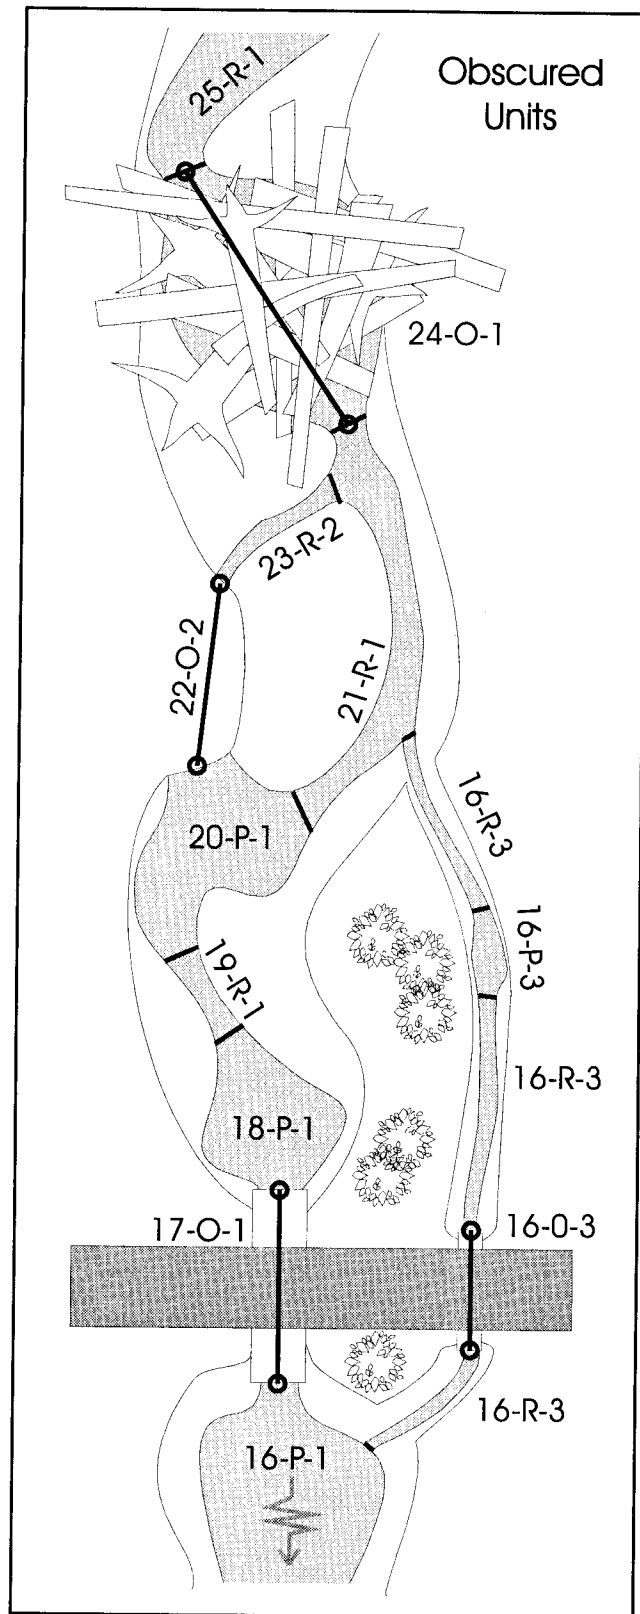 Obscured
Units
25-R-1
24-O-1
23-R-2
22-O-2
21-R-1
20-P-1
16-R-3
16-P-3
19-R-1
16-R-3
18-P-1
17-O-1
16-0-3
16-R-3
16-P-1